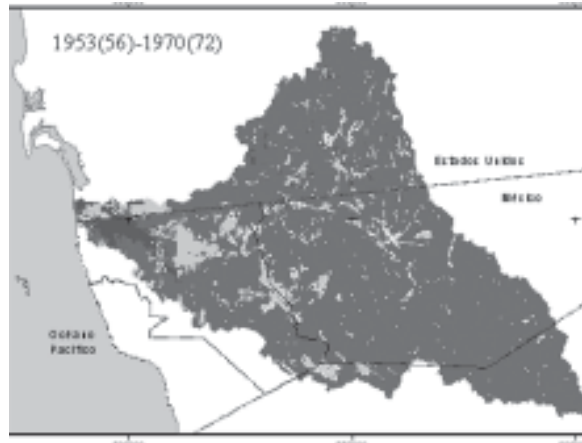 1953(56)-1970(72)
Estados Unidos
México
Océano
Pacífico